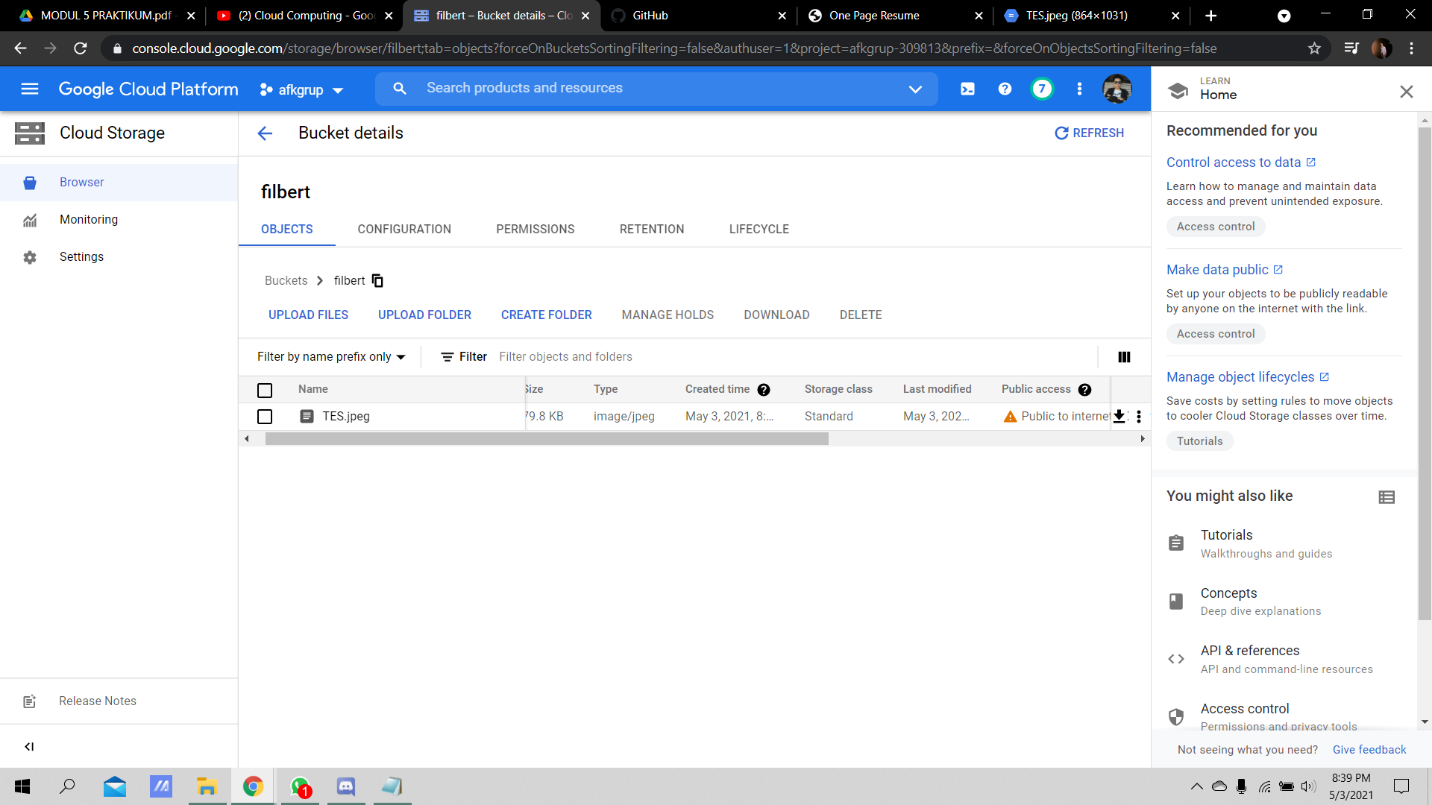 MODUL 5 PRAKTIKUM.pdf
(2) Cloud Computing - Goo
filbert – Bucket details – Clo
GitHub
One Page Resume
TES.jpeg (864×1031)
console.cloud.google.com/storage/browser/filbert;tab=objects?forceOnBucketsSortingFiltering=false&authuser=1&project=afkgrup-309813&prefix=&forceOnObjectsSortingFiltering=false
Google Cloud Platform
afkgrup
Search products and resources
7
LEARN
Home
Cloud Storage
Browser
Monitoring
Settings
Release Notes
Bucket details
REFRESH
filbert
OBJECTS CONFIGURATION PERMISSIONS RETENTION LIFECYCLE
Buckets filbert
UPLOAD FILES UPLOAD FOLDER CREATE FOLDER MANAGE HOLDS DOWNLOAD DELETE
Filter by name prefix only Filter Filter objects and folders
Name Size Type Created time Storage class Last modified Public access
TES.jpeg 79.8 KB image/jpeg May 3, 2021, 8:... Standard May 3, 202... Public to internet
Recommended for you
Control access to data
Learn how to manage and maintain data
access and prevent unintended exposure.
Access control
Make data public
Set up your objects to be publicly readable
by anyone on the internet with the link.
Access control
Manage object lifecycles
Save costs by setting rules to move objects
to cooler Cloud Storage classes over time.
Tutorials
You might also like
Tutorials
Walkthroughs and guides
Concepts
Deep dive explanations
API & references
API and command-line resources
Access control
Permissions and privacy tools
Not seeing what you need? Give feedback
1
8:39 PM
5/3/2021